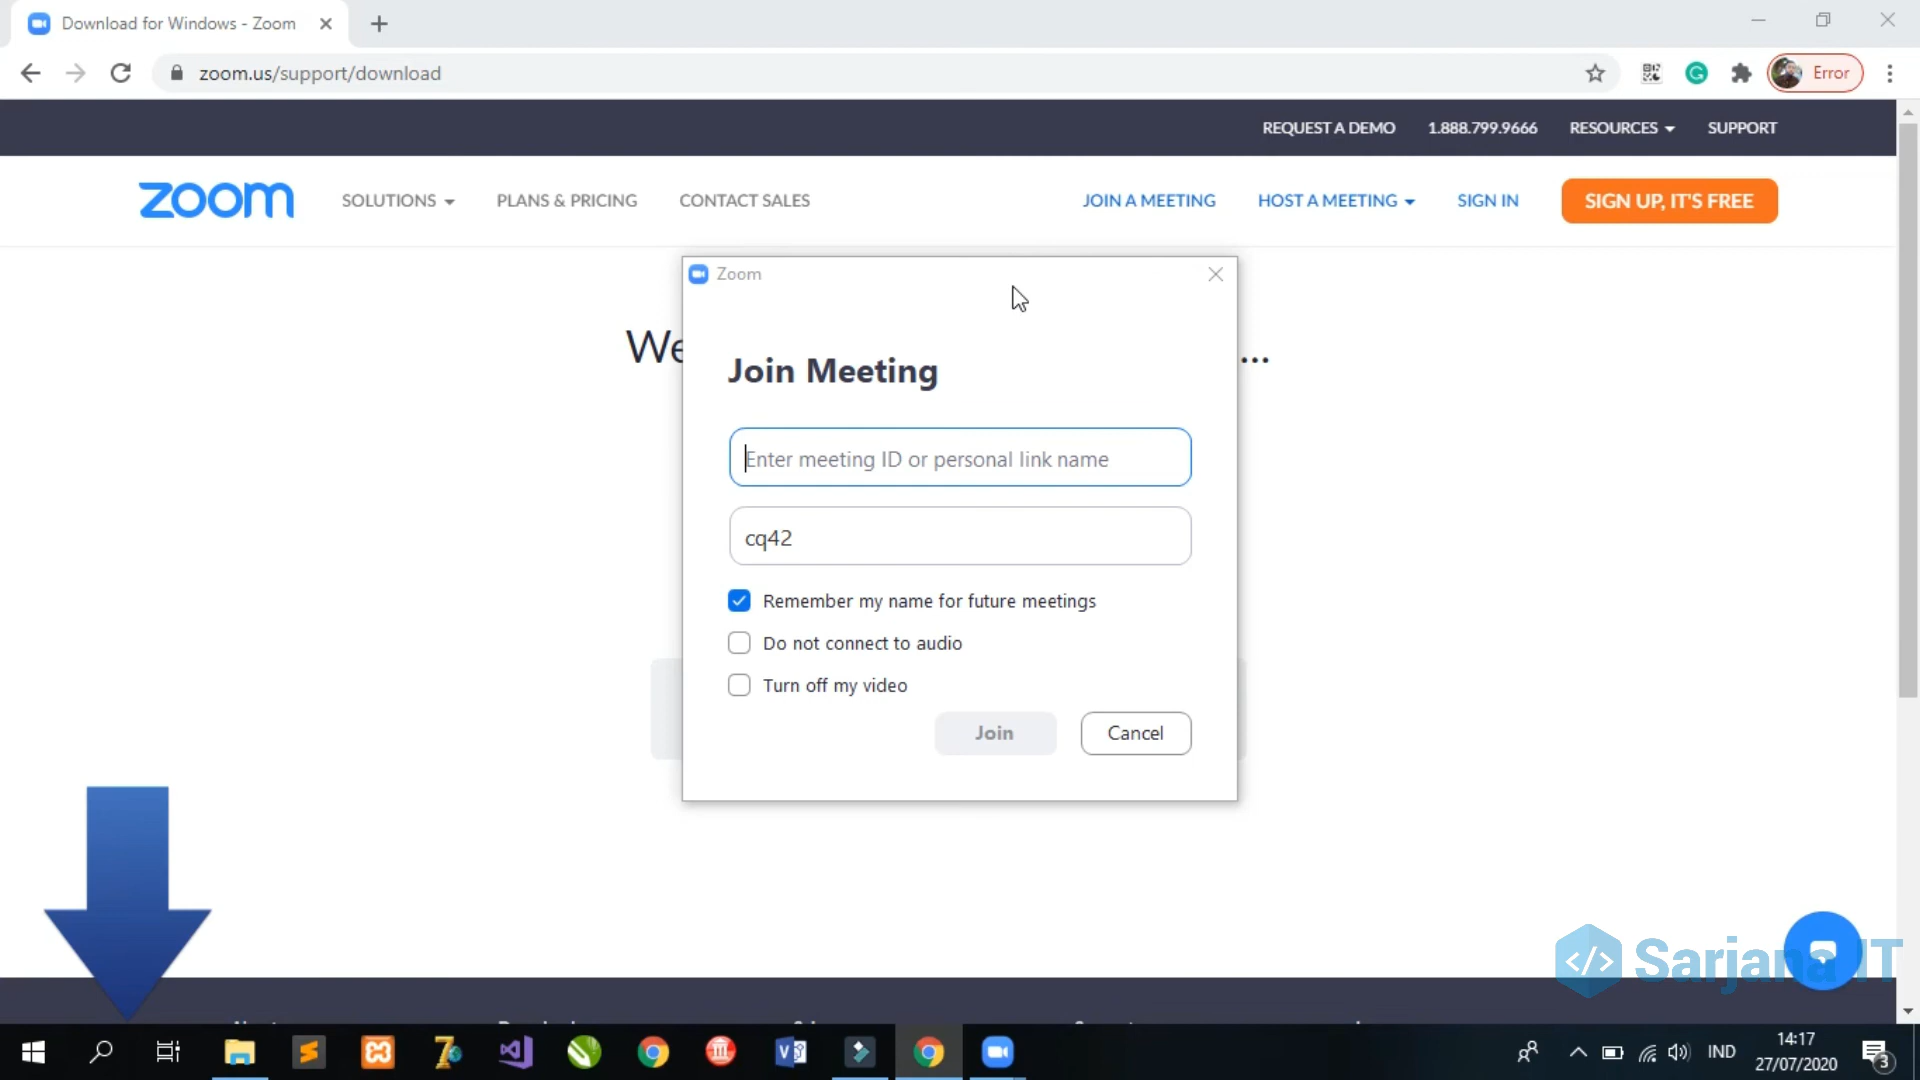 Download for Windows - Zoom
zoom.us/support/download
Error
REQUEST A DEMO
1.888.799.9666
RESOURCES
SUPPORT
zoom
SOLUTIONS
PLANS & PRICING
CONTACT SALES
JOIN A MEETING
HOST A MEETING
SIGN IN
SIGN UP, IT'S FREE
Zoom
We
...
Join Meeting
Enter meeting ID or personal link name
cq42
Remember my name for future meetings
Do not connect to audio
Turn off my video
Join
Cancel
</> Sarjana IT
IND
14:17
27/07/2020
3